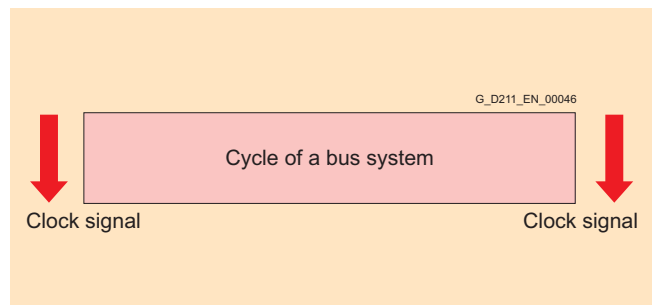 G_D211_EN_00046
Cycle of a bus system
Clock signal
Clock signal